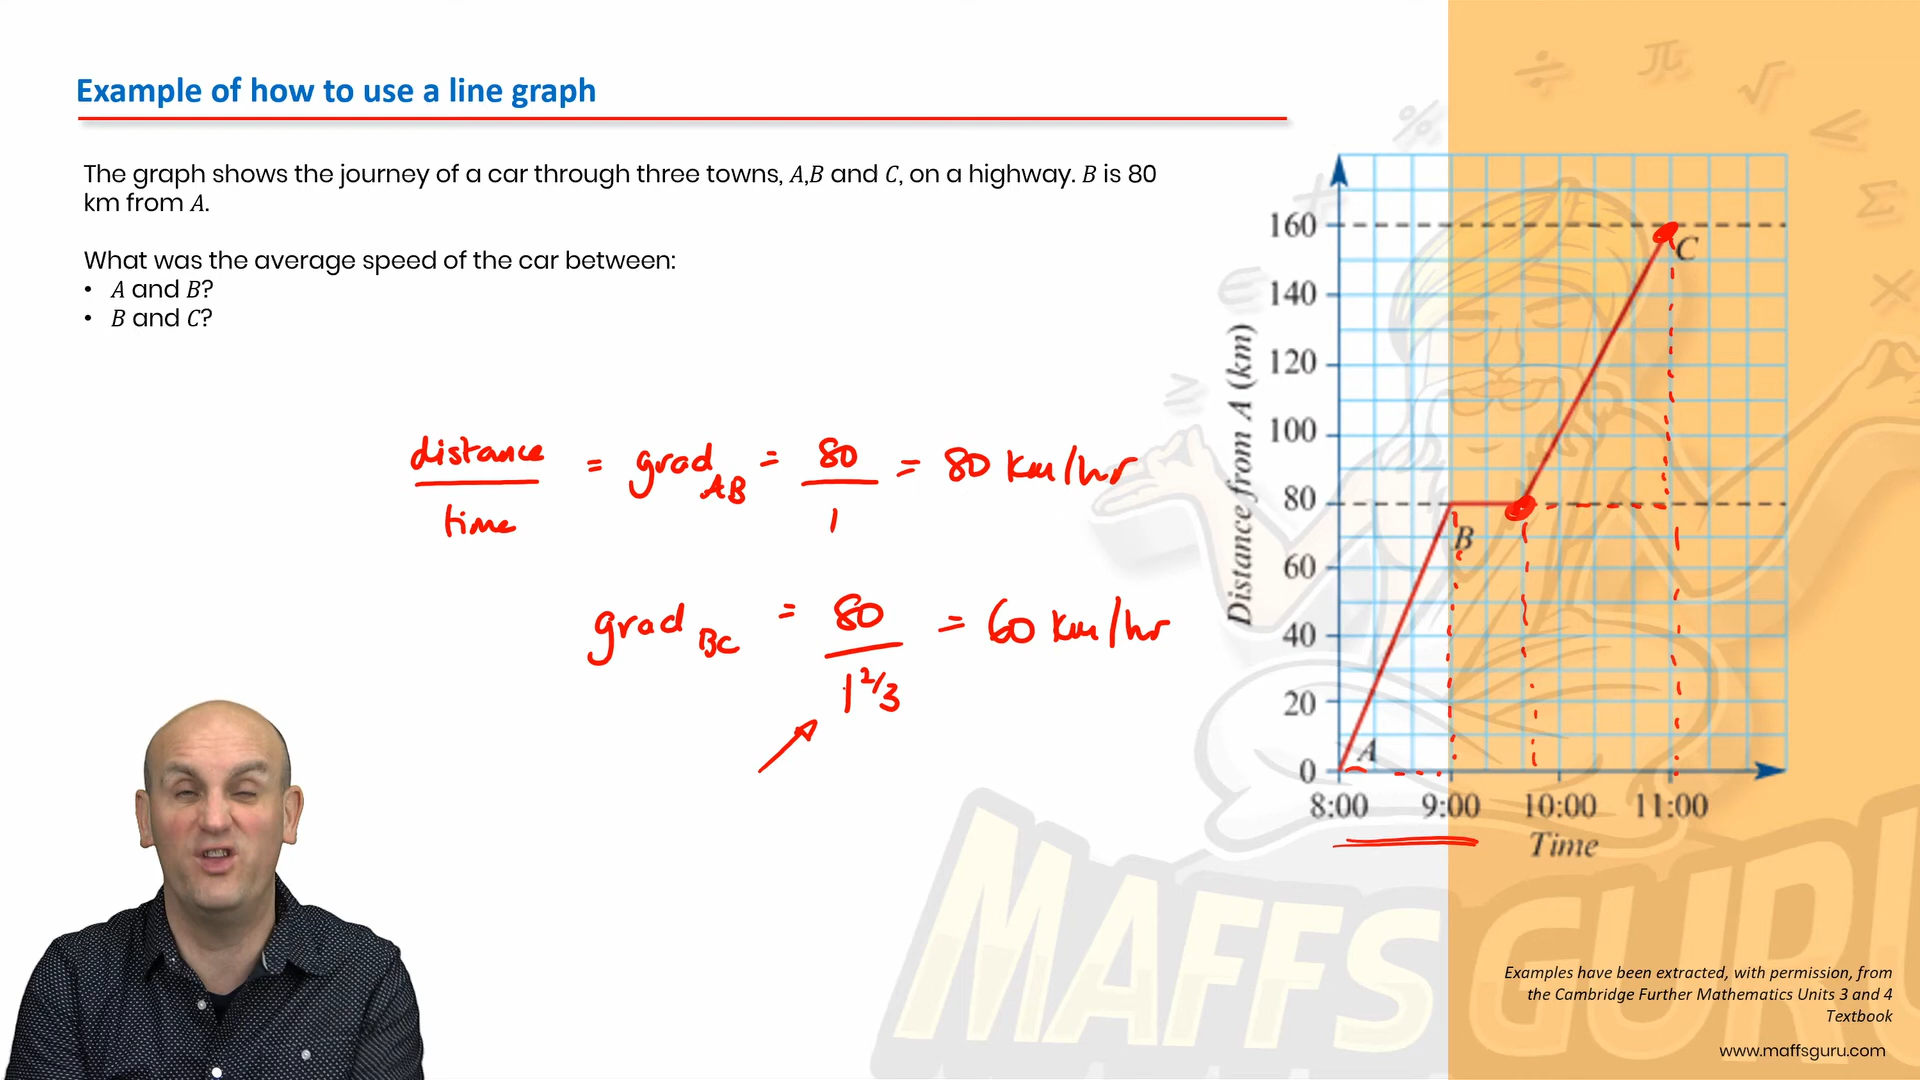 Example of how to use a line graph
The graph shows the journey of a car through three towns, A,B and C, on a highway. B is 80
km from A.
What was the average speed of the car between:
• A and B?
• B and C?
distance
time
= grad AB = 80
1
= 80 km/hr
grad BC = 80
1 2/3
= 60 km/hr
Distance from A (km)
160
140
120
100
80
60
40
20
0
C
B
A
8:00 9:00 10:00 11:00
Time
MAFFSGURU
Examples have been extracted, with permission, from
the Cambridge Further Mathematics Units 3 and 4
Textbook
www.maffsguru.com